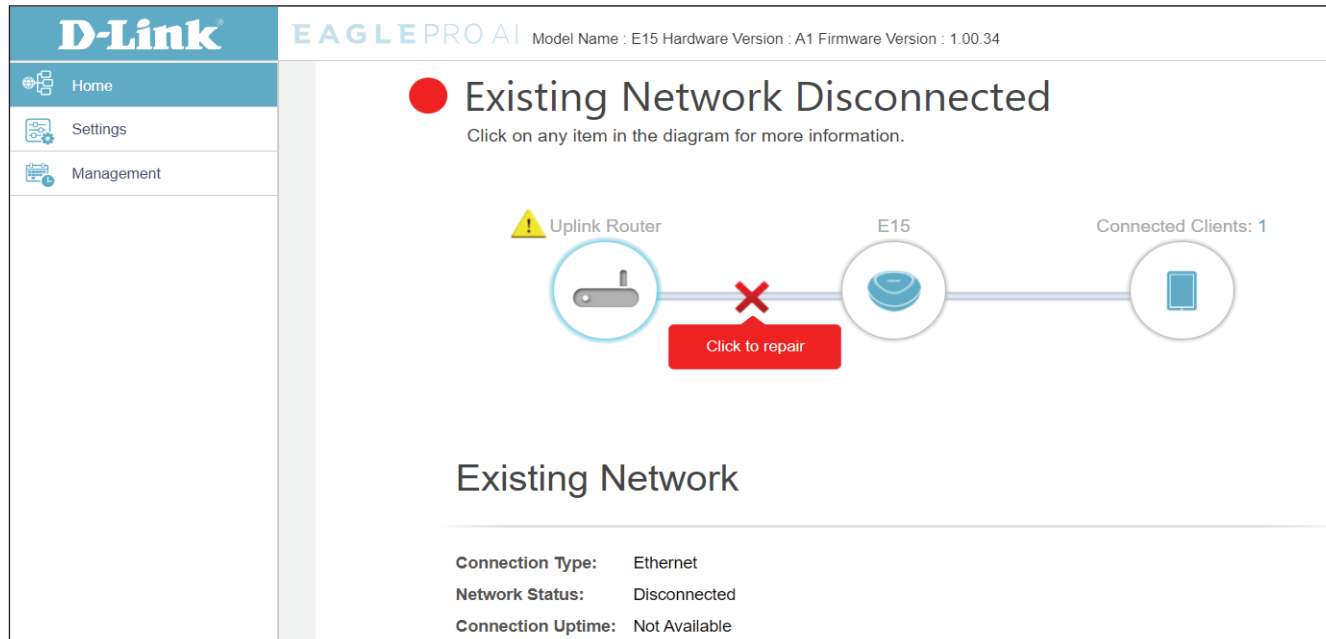 D-Link®
EAGLE PRO AI Model Name : E15 Hardware Version : A1 Firmware Version : 1.00.34
Home
Settings
Management
Existing Network Disconnected
Click on any item in the diagram for more information.
Uplink Router
E15
Connected Clients: 1
Click to repair
Existing Network
Connection Type: Ethernet
Network Status: Disconnected
Connection Uptime: Not Available